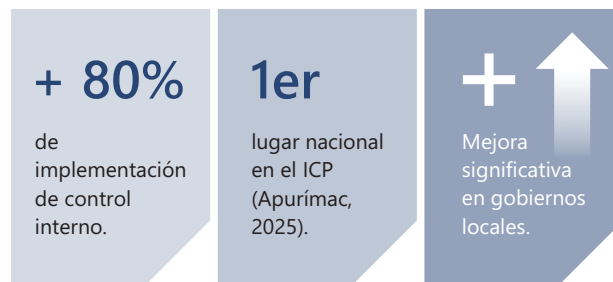 + 80%
de
implementación
de control
interno.
1er
lugar nacional
en el ICP
(Apurímac,
2025).
+
Mejora
significativa
en gobiernos
locales.